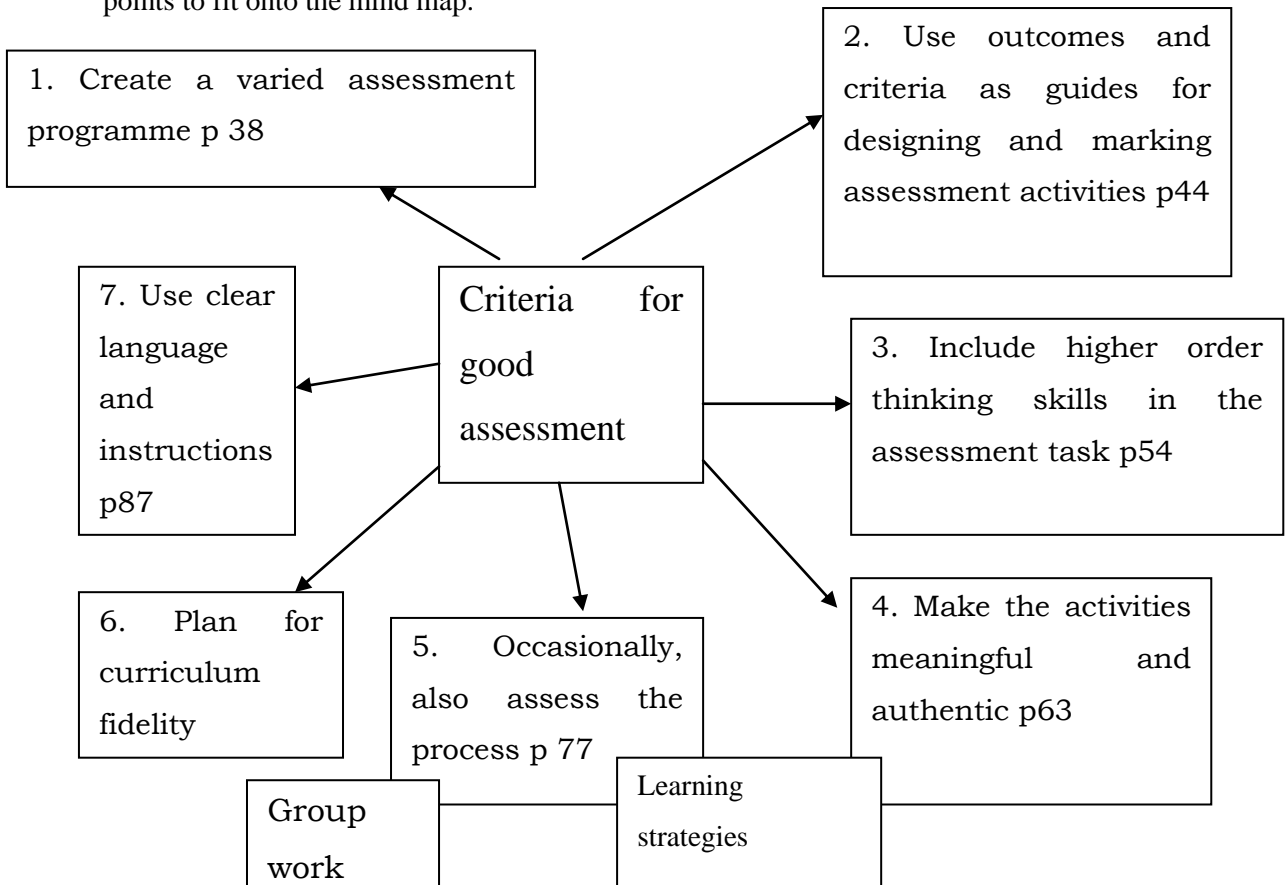 points to fit onto the mind map.
1. Create a varied assessment
programme p 38
2. Use outcomes and
criteria as guides for
designing and marking
assessment activities p44
7. Use clear
language
and
instructions
p87
Criteria for
good
assessment
3. Include higher order
thinking skills in the
assessment task p54
6. Plan for
curriculum
fidelity
5. Occasionally,
also assess the
process p 77
4. Make the activities
meaningful and
authentic p63
Group
work
Learning
strategies